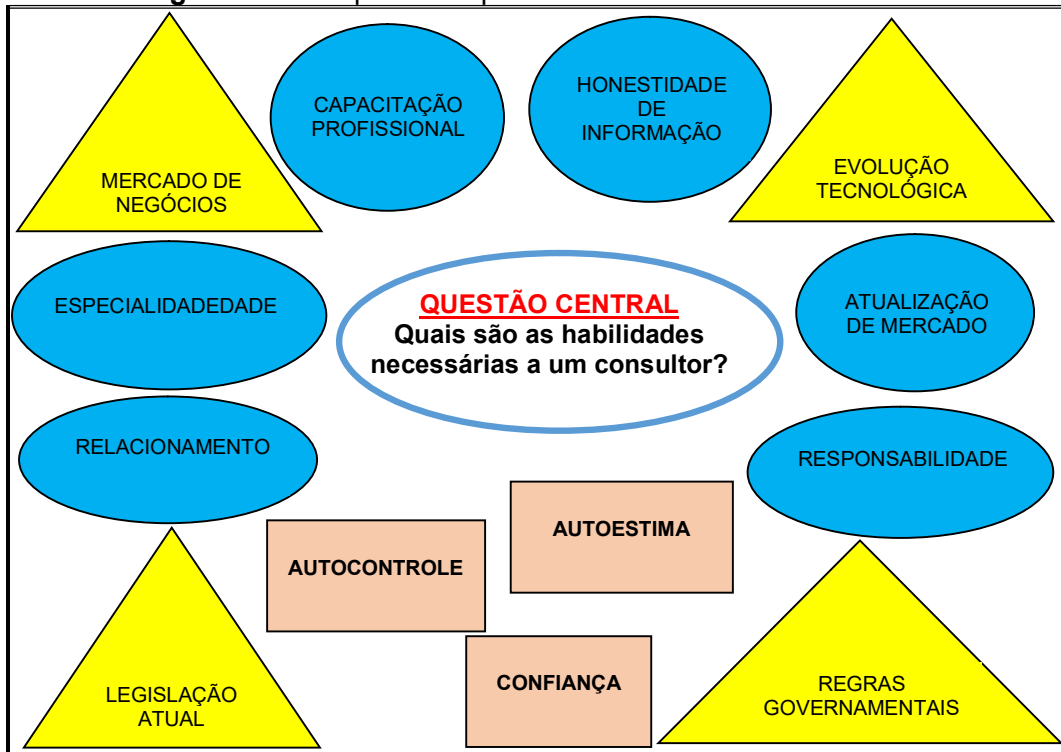 CAPACITAÇÃO
PROFISSIONAL
HONESTIDADE
DE
INFORMAÇÃO
MERCADO DE
NEGÓCIOS
EVOLUÇÃO
TECNOLÓGICA
ESPECIALIDADEDADE
QUESTÃO CENTRAL
Quais são as habilidades
necessárias a um consultor?
ATUALIZAÇÃO
DE MERCADO
RELACIONAMENTO
RESPONSABILIDADE
AUTOESTIMA
AUTOCONTROLE
CONFIANÇA
LEGISLAÇÃO
ATUAL
REGRAS
GOVERNAMENTAIS